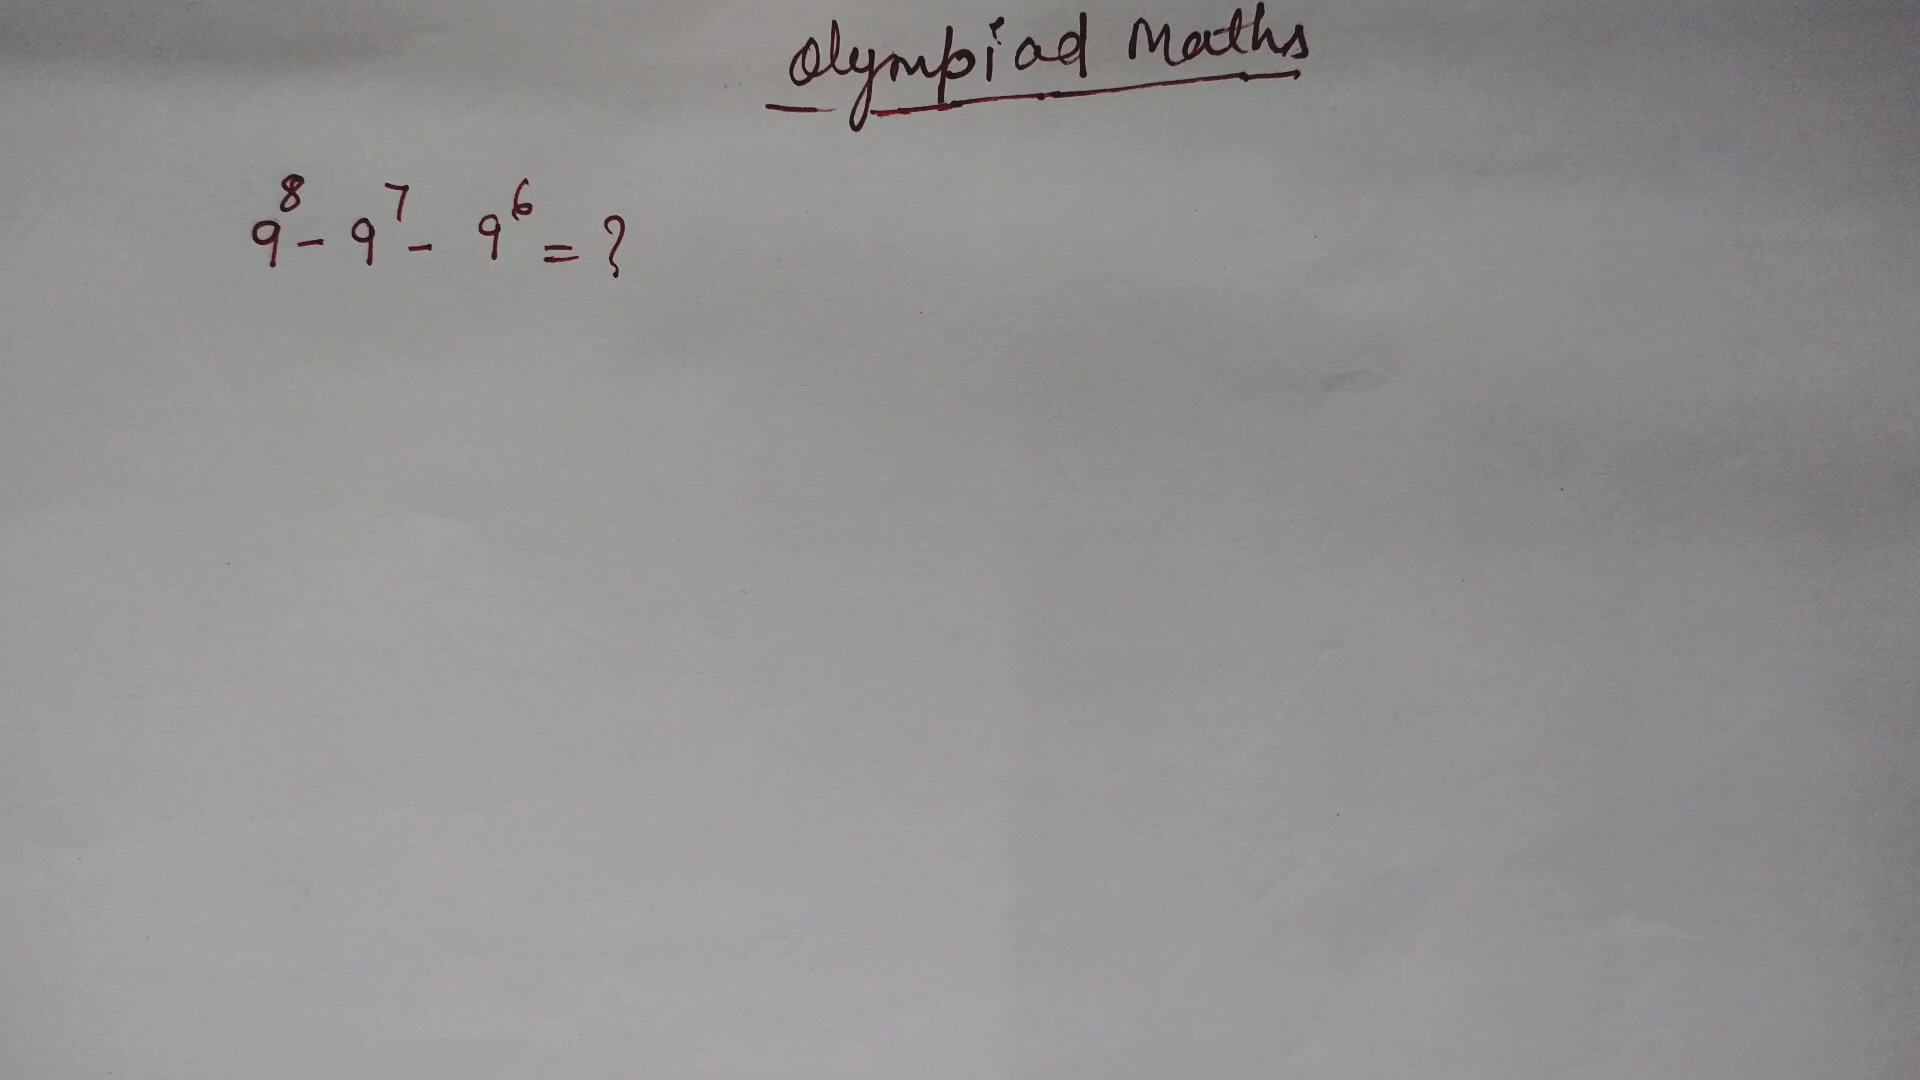 Olympiad Maths
9⁸ - 9⁷ - 9⁶ = ?